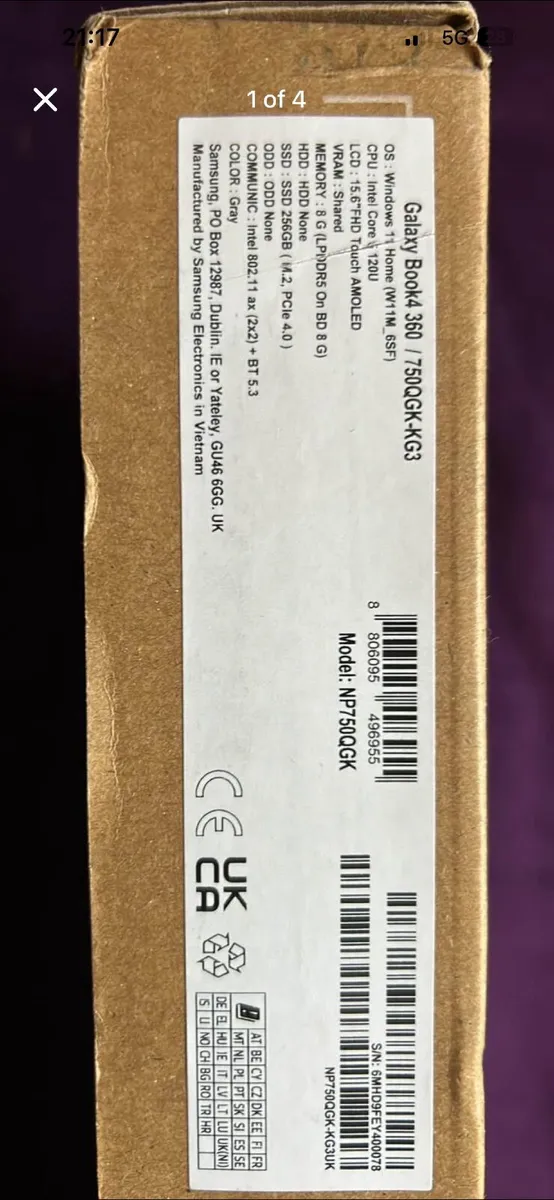 21:17
5G
1 of 4
Galaxy Book4 360 / 750QGK-KG3
OS : Windows 11 Home (W11M_6SF)
CPU : Intel Core 5 120U
LCD : 15.6"FHD Touch AMOLED
VRAM : Shared
MEMORY : 8 G (LPDDR5 On BD 8 G)
HDD : HDD None
SSD : SSD 256GB ( M.2, PCIe 4.0 )
ODD : ODD None
COMMUNIC : Intel 802.11 ax (2x2) + BT 5.3
COLOR : Gray
Samsung, PO Box 12987, Dublin. IE or Yateley, GU46 6GG. UK
Manufactured by Samsung Electronics in Vietnam
8 806095 496955
Model: NP750QGK
CE
UK
CA
S/N: 6MHD9FEY400078
NP750QGK-KG3UK
AT BE CY CZ DK EE FI FR
MT NL PL PT SK SI ES SE
DE EL HU IE IT LV LT LU UK(NI)
IS LI NO CH BG RO TR HR